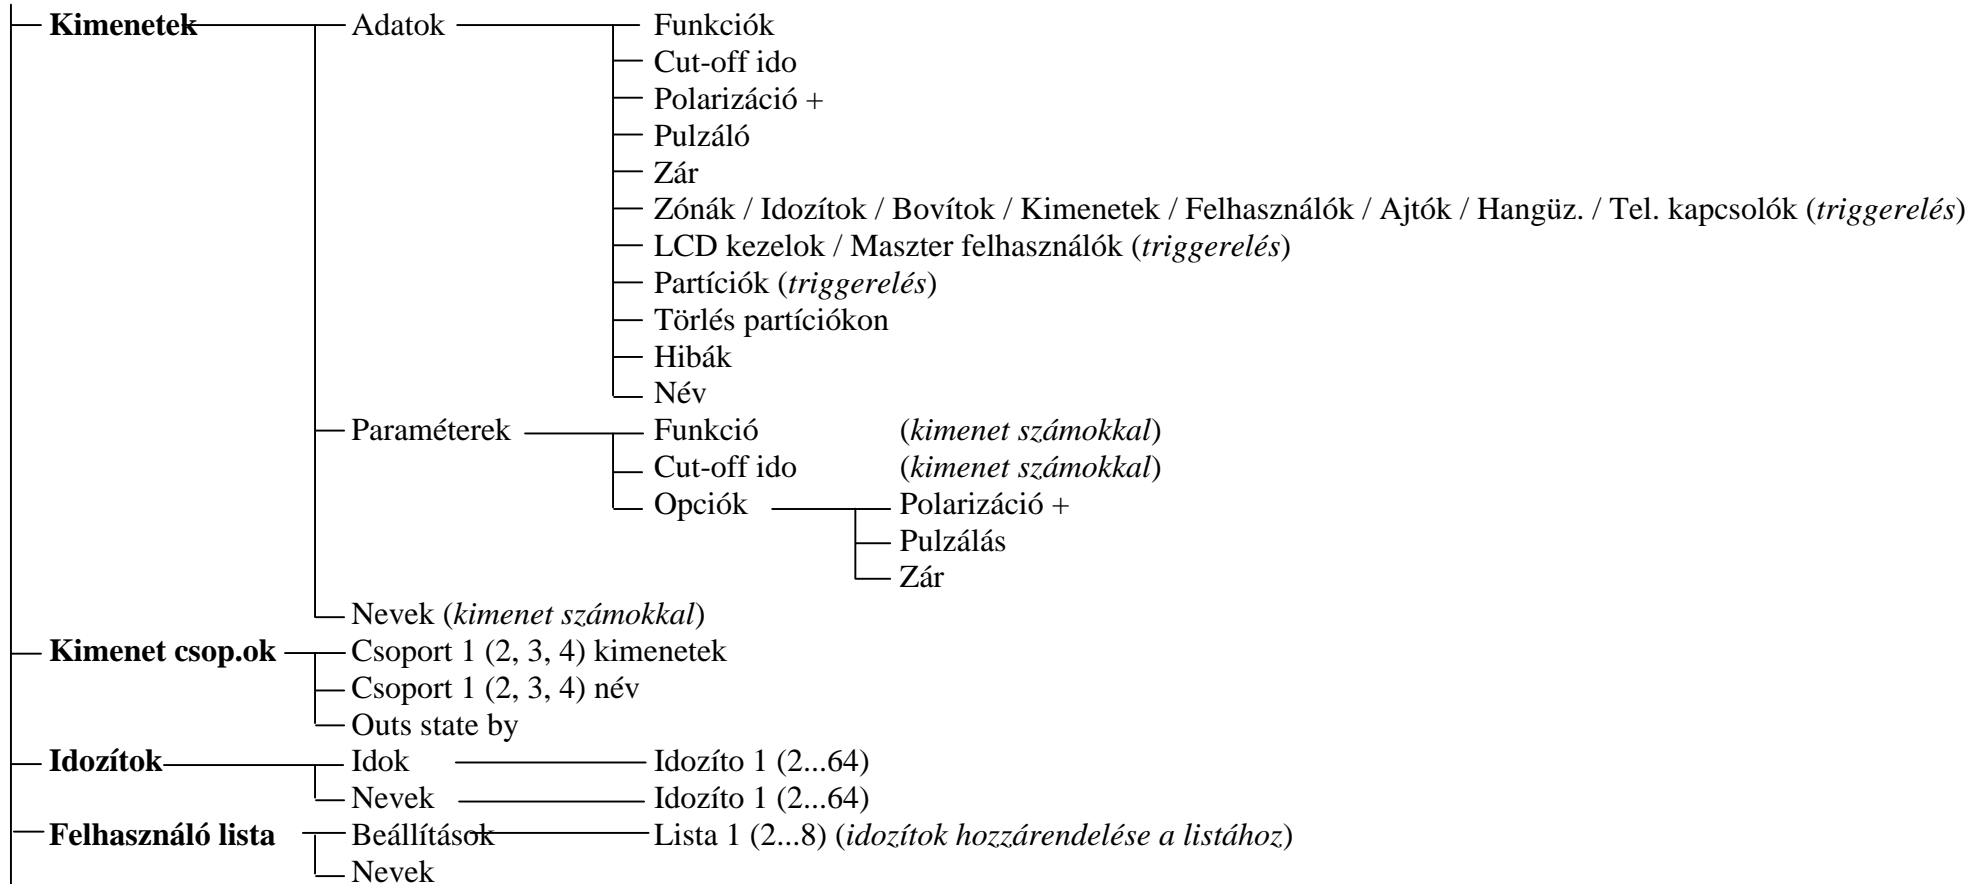 Kimenetek Adatok Funkciók
Cut-off ido
Polarizáció +
Pulzáló
Zár
Zónák / Idozítok / Bovítok / Kimenetek / Felhasználók / Ajtók / Hangüz. / Tel. kapcsolók (triggerelés)
LCD kezelok / Maszter felhasználók (triggerelés)
Partíciók (triggerelés)
Törlés partíciókon
Hibák
Név
Paraméterek Funkció (kimenet számokkal)
Cut-off ido (kimenet számokkal)
Opciók Polarizáció +
Pulzálás
Zár
Nevek (kimenet számokkal)
Kimenet csop.ok Csoport 1 (2, 3, 4) kimenetek
Csoport 1 (2, 3, 4) név
Outs state by
Idozítok Idok Idozíto 1 (2...64)
Nevek Idozíto 1 (2...64)
Felhasználó lista Beállítások Lista 1 (2...8) (idozítok hozzárendelése a listához)
Nevek